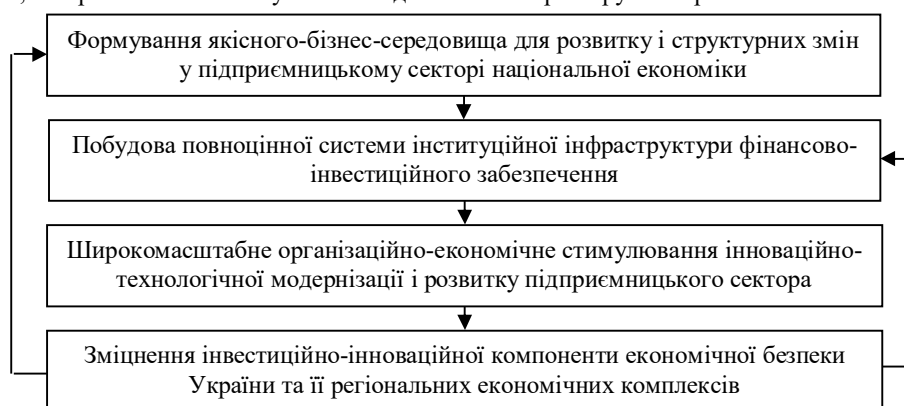 Формування якісного-бізнес-середовища для розвитку і структурних змін
у підприємницькому секторі національної економіки
Побудова повноцінної системи інституційної інфраструктури фінансово-
інвестиційного забезпечення
Широкомасштабне організаційно-економічне стимулювання інноваційно-
технологічної модернізації і розвитку підприємницького сектора
Зміцнення інвестиційно-інноваційної компоненти економічної безпеки
України та її регіональних економічних комплексів